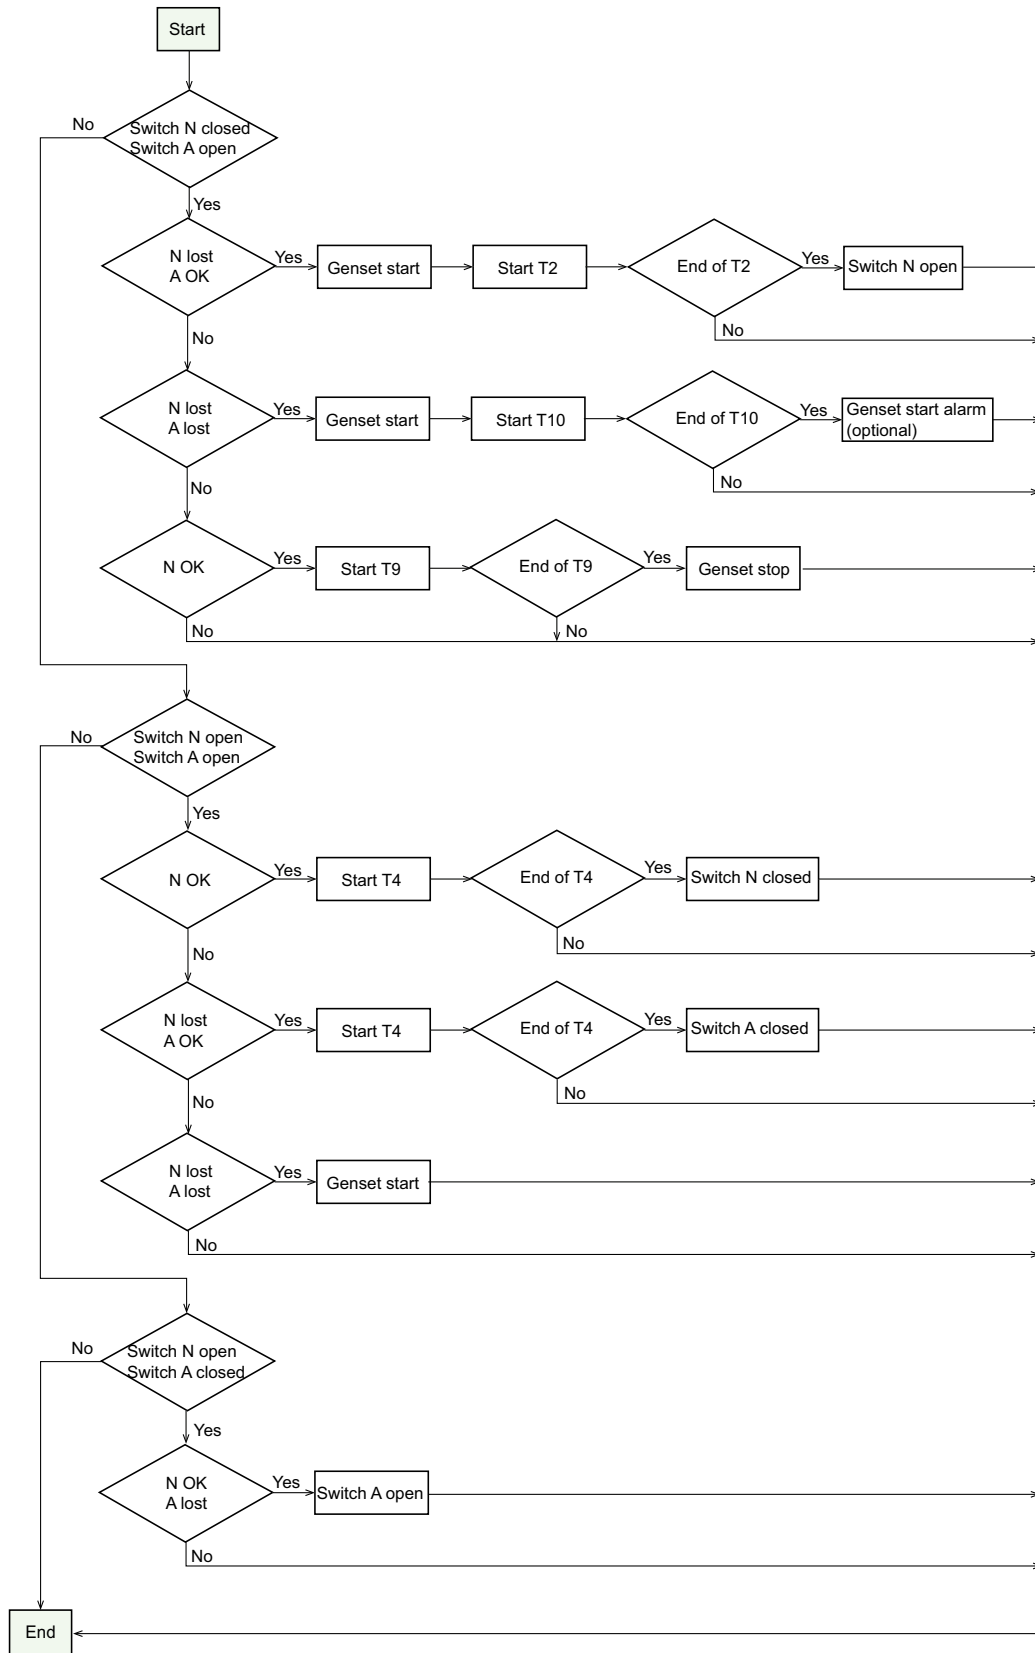 Start
No
Switch N closed
Switch A open
Yes
N lost
A OK
Yes
Genset start
Start T2
End of T2
Yes
Switch N open
No
No
N lost
A lost
Yes
Genset start
Start T10
End of T10
Yes
Genset start alarm
(optional)
No
No
N OK
Yes
Start T9
End of T9
Yes
Genset stop
No
No
No
Switch N open
Switch A open
Yes
N OK
Yes
Start T4
End of T4
Yes
Switch N closed
No
No
N lost
A OK
Yes
Start T4
End of T4
Yes
Switch A closed
No
No
N lost
A lost
Yes
Genset start
No
No
Switch N open
Switch A closed
Yes
N OK
A lost
Yes
Switch A open
No
End